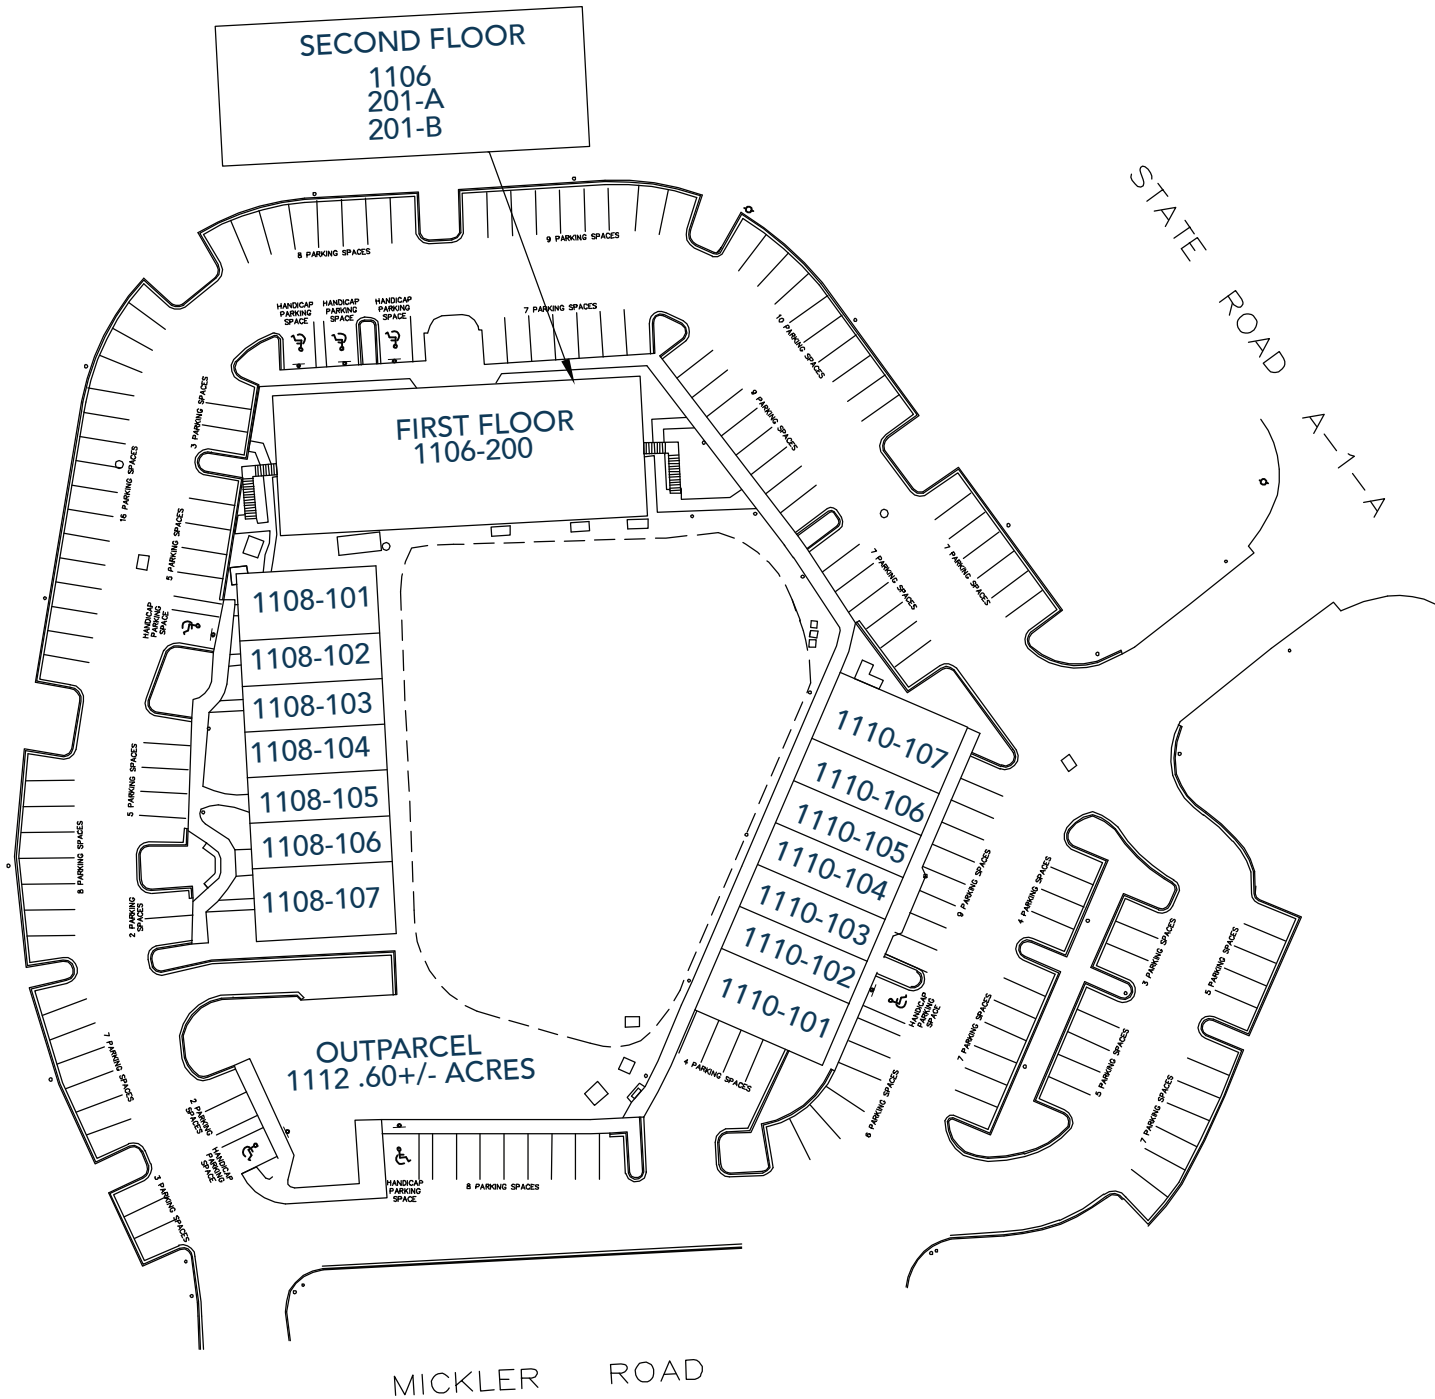 SECOND FLOOR
1106
201-A
201-B
STATE ROAD A-1-A
8 PARKING SPACES
9 PARKING SPACES
HANDICAP
PARKING
SPACE
HANDICAP
PARKING
SPACE
HANDICAP
PARKING
SPACE
7 PARKING SPACES
10 PARKING SPACES
9 PARKING SPACES
3 PARKING SPACES
16 PARKING SPACES
5 PARKING SPACES
HANDICAP
PARKING
SPACE
FIRST FLOOR
1106-200
7 PARKING SPACES
7 PARKING SPACES
1108-101
1108-102
1108-103
1108-104
1108-105
1108-106
1108-107
5 PARKING SPACES
8 PARKING SPACES
2 PARKING
SPACES
1110-107
1110-106
1110-105
1110-104
1110-103
1110-102
1110-101
9 PARKING SPACES
4 PARKING SPACES
3 PARKING SPACES
5 PARKING SPACES
HANDICAP
PARKING
SPACE
7 PARKING SPACES
5 PARKING SPACES
7 PARKING SPACES
6 PARKING SPACES
4 PARKING SPACES
7 PARKING SPACES
OUTPARCEL
1112 .60+/- ACRES
2 PARKING
SPACES
HANDICAP
PARKING
SPACE
3 PARKING SPACES
HANDICAP
PARKING
SPACE
8 PARKING SPACES
MICKLER ROAD